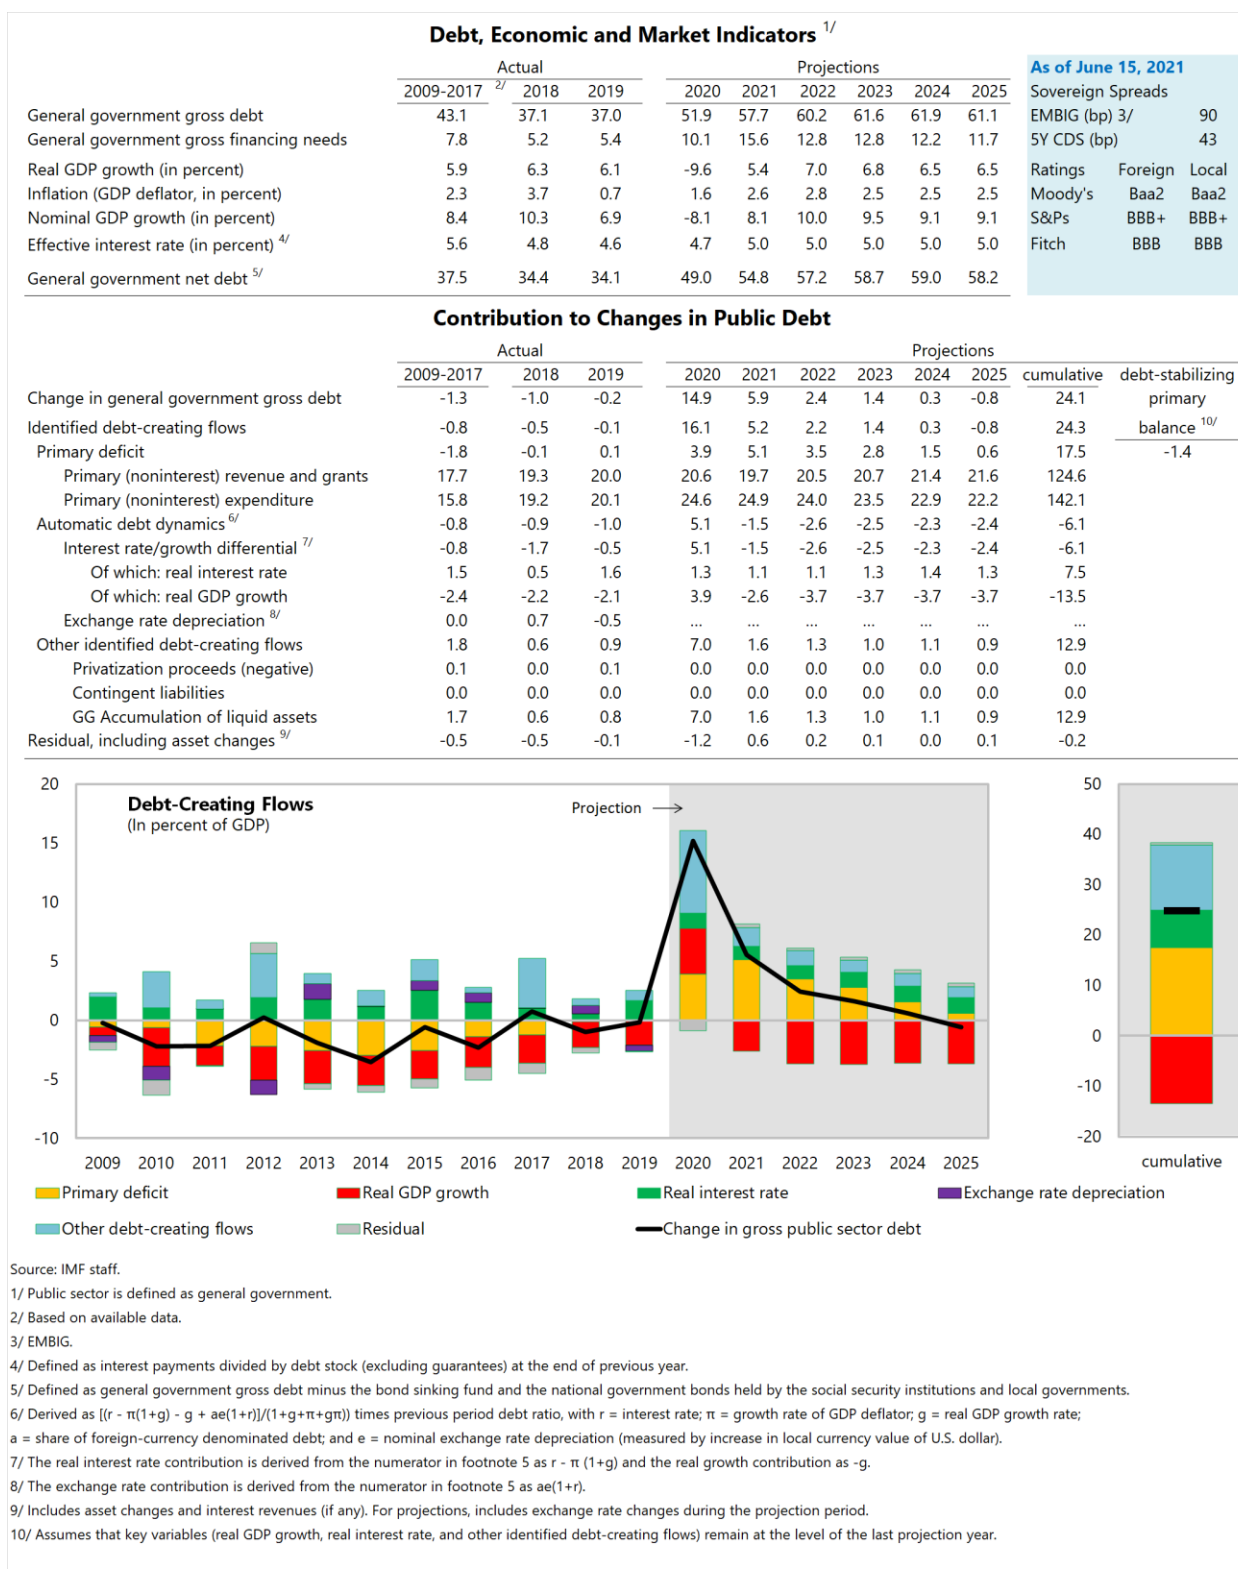 Debt, Economic and Market Indicators 1/
Actual Projections As of June 15, 2021
2009-2017 2/ 2018 2019 2020 2021 2022 2023 2024 2025 Sovereign Spreads
General government gross debt 43.1 37.1 37.0 51.9 57.7 60.2 61.6 61.9 61.1 EMBIG (bp) 3/ 90
General government gross financing needs 7.8 5.2 5.4 10.1 15.6 12.8 12.8 12.2 11.7 5Y CDS (bp) 43
Real GDP growth (in percent) 5.9 6.3 6.1 -9.6 5.4 7.0 6.8 6.5 6.5 Ratings Foreign Local
Inflation (GDP deflator, in percent) 2.3 3.7 0.7 1.6 2.6 2.8 2.5 2.5 2.5 Moody's Baa2 Baa2
Nominal GDP growth (in percent) 8.4 10.3 6.9 -8.1 8.1 10.0 9.5 9.1 9.1 S&Ps BBB+ BBB+
Effective interest rate (in percent) 4/ 5.6 4.8 4.6 4.7 5.0 5.0 5.0 5.0 5.0 Fitch BBB BBB
General government net debt 5/ 37.5 34.4 34.1 49.0 54.8 57.2 58.7 59.0 58.2
Contribution to Changes in Public Debt
Actual Projections
2009-2017 2018 2019 2020 2021 2022 2023 2024 2025 cumulative debt-stabilizing
Change in general government gross debt -1.3 -1.0 -0.2 14.9 5.9 2.4 1.4 0.3 -0.8 24.1 primary
Identified debt-creating flows -0.8 -0.5 -0.1 16.1 5.2 2.2 1.4 0.3 -0.8 24.3 balance 10/
Primary deficit -1.8 -0.1 0.1 3.9 5.1 3.5 2.8 1.5 0.6 17.5 -1.4
Primary (noninterest) revenue and grants 17.7 19.3 20.0 20.6 19.7 20.5 20.7 21.4 21.6 124.6
Primary (noninterest) expenditure 15.8 19.2 20.1 24.6 24.9 24.0 23.5 22.9 22.2 142.1
Automatic debt dynamics 6/ -0.8 -0.9 -1.0 5.1 -1.5 -2.6 -2.5 -2.3 -2.4 -6.1
Interest rate/growth differential 7/ -0.8 -1.7 -0.5 5.1 -1.5 -2.6 -2.5 -2.3 -2.4 -6.1
Of which: real interest rate 1.5 0.5 1.6 1.3 1.1 1.1 1.3 1.4 1.3 7.5
Of which: real GDP growth -2.4 -2.2 -2.1 3.9 -2.6 -3.7 -3.7 -3.7 -3.7 -13.5
Exchange rate depreciation 8/ 0.0 0.7 -0.5 ... ... ... ... ... ... ...
Other identified debt-creating flows 1.8 0.6 0.9 7.0 1.6 1.3 1.0 1.1 0.9 12.9
Privatization proceeds (negative) 0.1 0.0 0.1 0.0 0.0 0.0 0.0 0.0 0.0 0.0
Contingent liabilities 0.0 0.0 0.0 0.0 0.0 0.0 0.0 0.0 0.0 0.0
GG Accumulation of liquid assets 1.7 0.6 0.8 7.0 1.6 1.3 1.0 1.1 0.9 12.9
Residual, including asset changes 9/ -0.5 -0.5 -0.1 -1.2 0.6 0.2 0.1 0.0 0.1 -0.2
Debt-Creating Flows
(In percent of GDP)
Projection
20
15
10
5
0
-5
-10
2009 2010 2011 2012 2013 2014 2015 2016 2017 2018 2019 2020 2021 2022 2023 2024 2025
50
40
30
20
10
0
-10
-20
cumulative
Primary deficit Real GDP growth Real interest rate Exchange rate depreciation
Other debt-creating flows Residual Change in gross public sector debt
Source: IMF staff.
1/ Public sector is defined as general government.
2/ Based on available data.
3/ EMBIG.
4/ Defined as interest payments divided by debt stock (excluding guarantees) at the end of previous year.
5/ Defined as general government gross debt minus the bond sinking fund and the national government bonds held by the social security institutions and local governments.
6/ Derived as [(r - π(1+g) - g + ae(1+r)]/(1+g+π+gπ)) times previous period debt ratio, with r = interest rate; π = growth rate of GDP deflator; g = real GDP growth rate;
a = share of foreign-currency denominated debt; and e = nominal exchange rate depreciation (measured by increase in local currency value of U.S. dollar).
7/ The real interest rate contribution is derived from the numerator in footnote 5 as r - π (1+g) and the real growth contribution as -g.
8/ The exchange rate contribution is derived from the numerator in footnote 5 as ae(1+r).
9/ Includes asset changes and interest revenues (if any). For projections, includes exchange rate changes during the projection period.
10/ Assumes that key variables (real GDP growth, real interest rate, and other identified debt-creating flows) remain at the level of the last projection year.